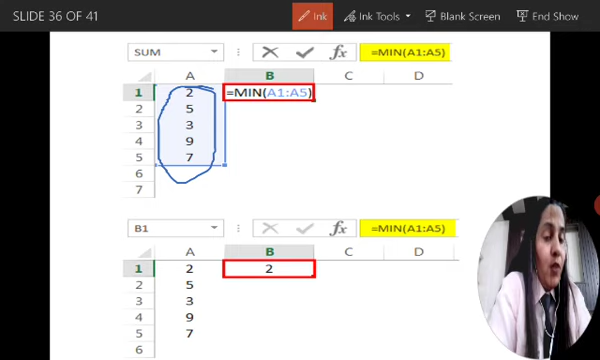 SLIDE 36 OF 41 Ink Ink Tools Blank Screen End Show
SUM fx =MIN(A1:A5)
A B C D
1 2 =MIN(A1:A5)
2 5
3 3
4 9
5 7
6
7
B1 fx =MIN(A1:A5)
A B C D
1 2 2
2 5
3 3
4 9
5 7
6